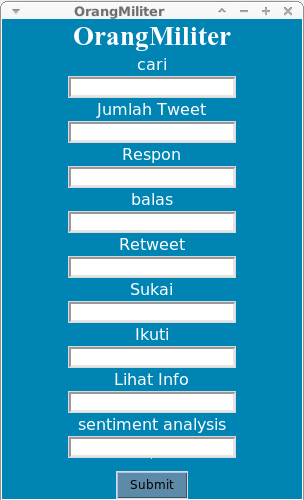 OrangMiliter
OrangMiliter
cari
Jumlah Tweet
Respon
balas
Retweet
Sukai
Ikuti
Lihat Info
sentiment analysis
Submit